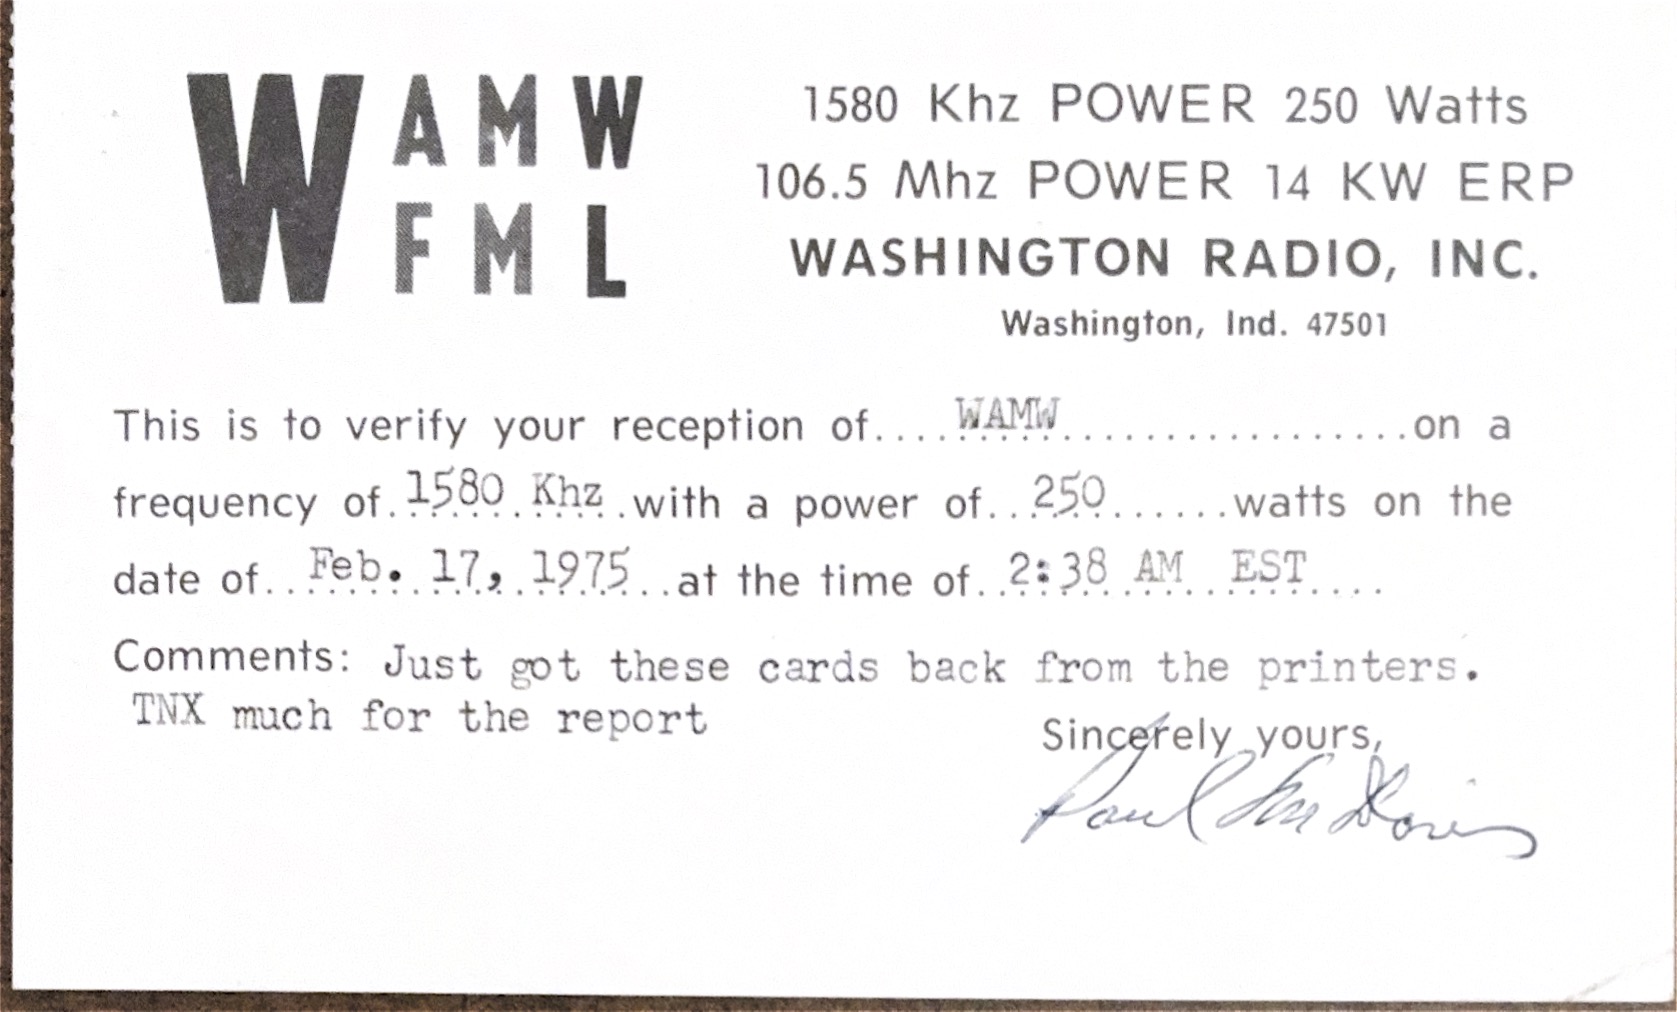 WAMW
WFML
1580 Khz POWER 250 Watts
106.5 Mhz POWER 14 KW ERP
WASHINGTON RADIO, INC.
Washington, Ind. 47501
This is to verify your reception of....WAMW..............................on a
frequency of.1580 Khz.with a power of...250.......watts on the
date of...Feb. 17, 1975...at the time of..2:38 AM EST....
Comments: Just got these cards back from the printers.
TNX much for the report
Sincerely yours,
Paul